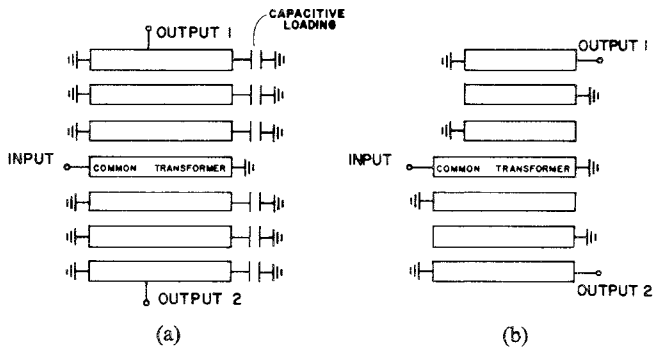 CAPACITIVE
LOADING
OUTPUT 1
INPUT
COMMON TRANSFORMER
OUTPUT 2
(a)
OUTPUT 1
INPUT
COMMON TRANSFORMER
OUTPUT 2
(b)